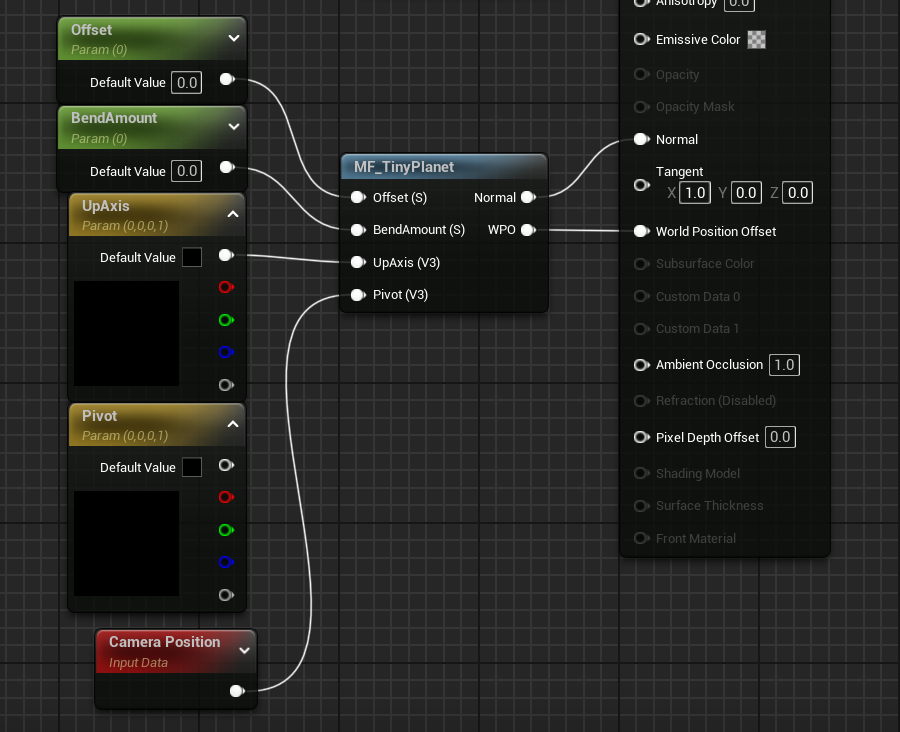 Offset
Param (0)
Default Value 0.0
BendAmount
Param (0)
Default Value 0.0
UpAxis
Param (0,0,0,1)
Default Value
Pivot
Param (0,0,0,1)
Default Value
Camera Position
Input Data
MF_TinyPlanet
Offset (S) Normal
BendAmount (S) WPO
UpAxis (V3)
Pivot (V3)
Anisotropy 0.0
Emissive Color
Opacity
Opacity Mask
Normal
Tangent
X 1.0 Y 0.0 Z 0.0
World Position Offset
Subsurface Color
Custom Data 0
Custom Data 1
Ambient Occlusion 1.0
Refraction (Disabled)
Pixel Depth Offset 0.0
Shading Model
Surface Thickness
Front Material